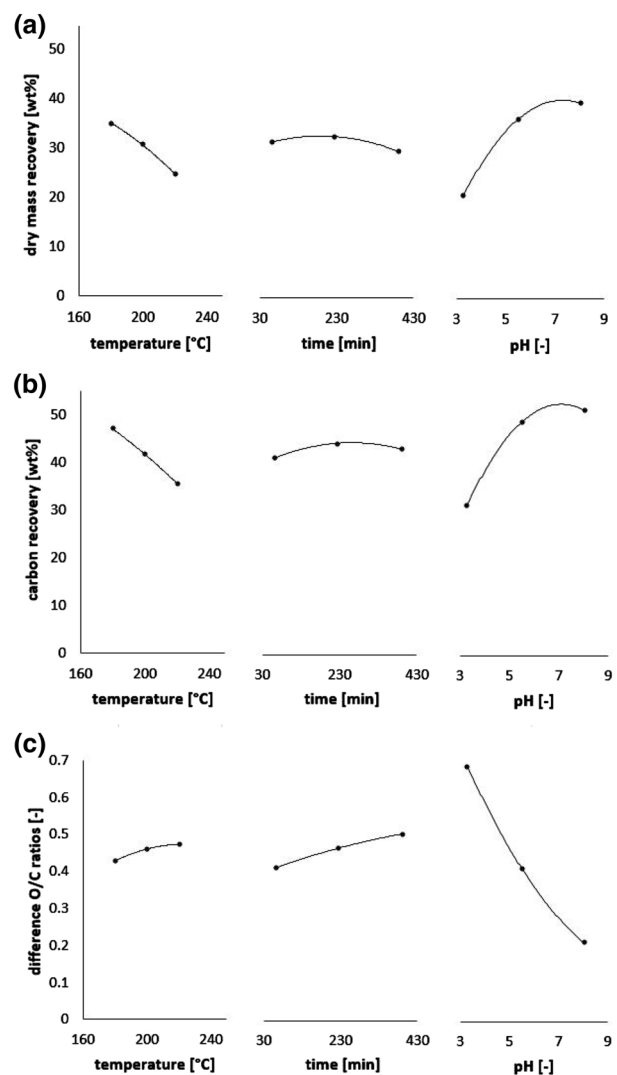 (a)
dry mass recovery [wt%]
50
40
30
20
10
0
160 200 240 30 230 430 3 5 7 9
temperature [°C] time [min] pH [-]
(b)
carbon recovery [wt%]
50
40
30
20
10
0
160 200 240 30 230 430 3 5 7 9
temperature [°C] time [min] pH [-]
(c)
difference O/C
ratios [-]
0.7
0.6
0.5
0.4
0.3
0.2
0.1
0
160 200 240 30 230 430 3 5 7 9
temperature [°C] time [min] pH [-]